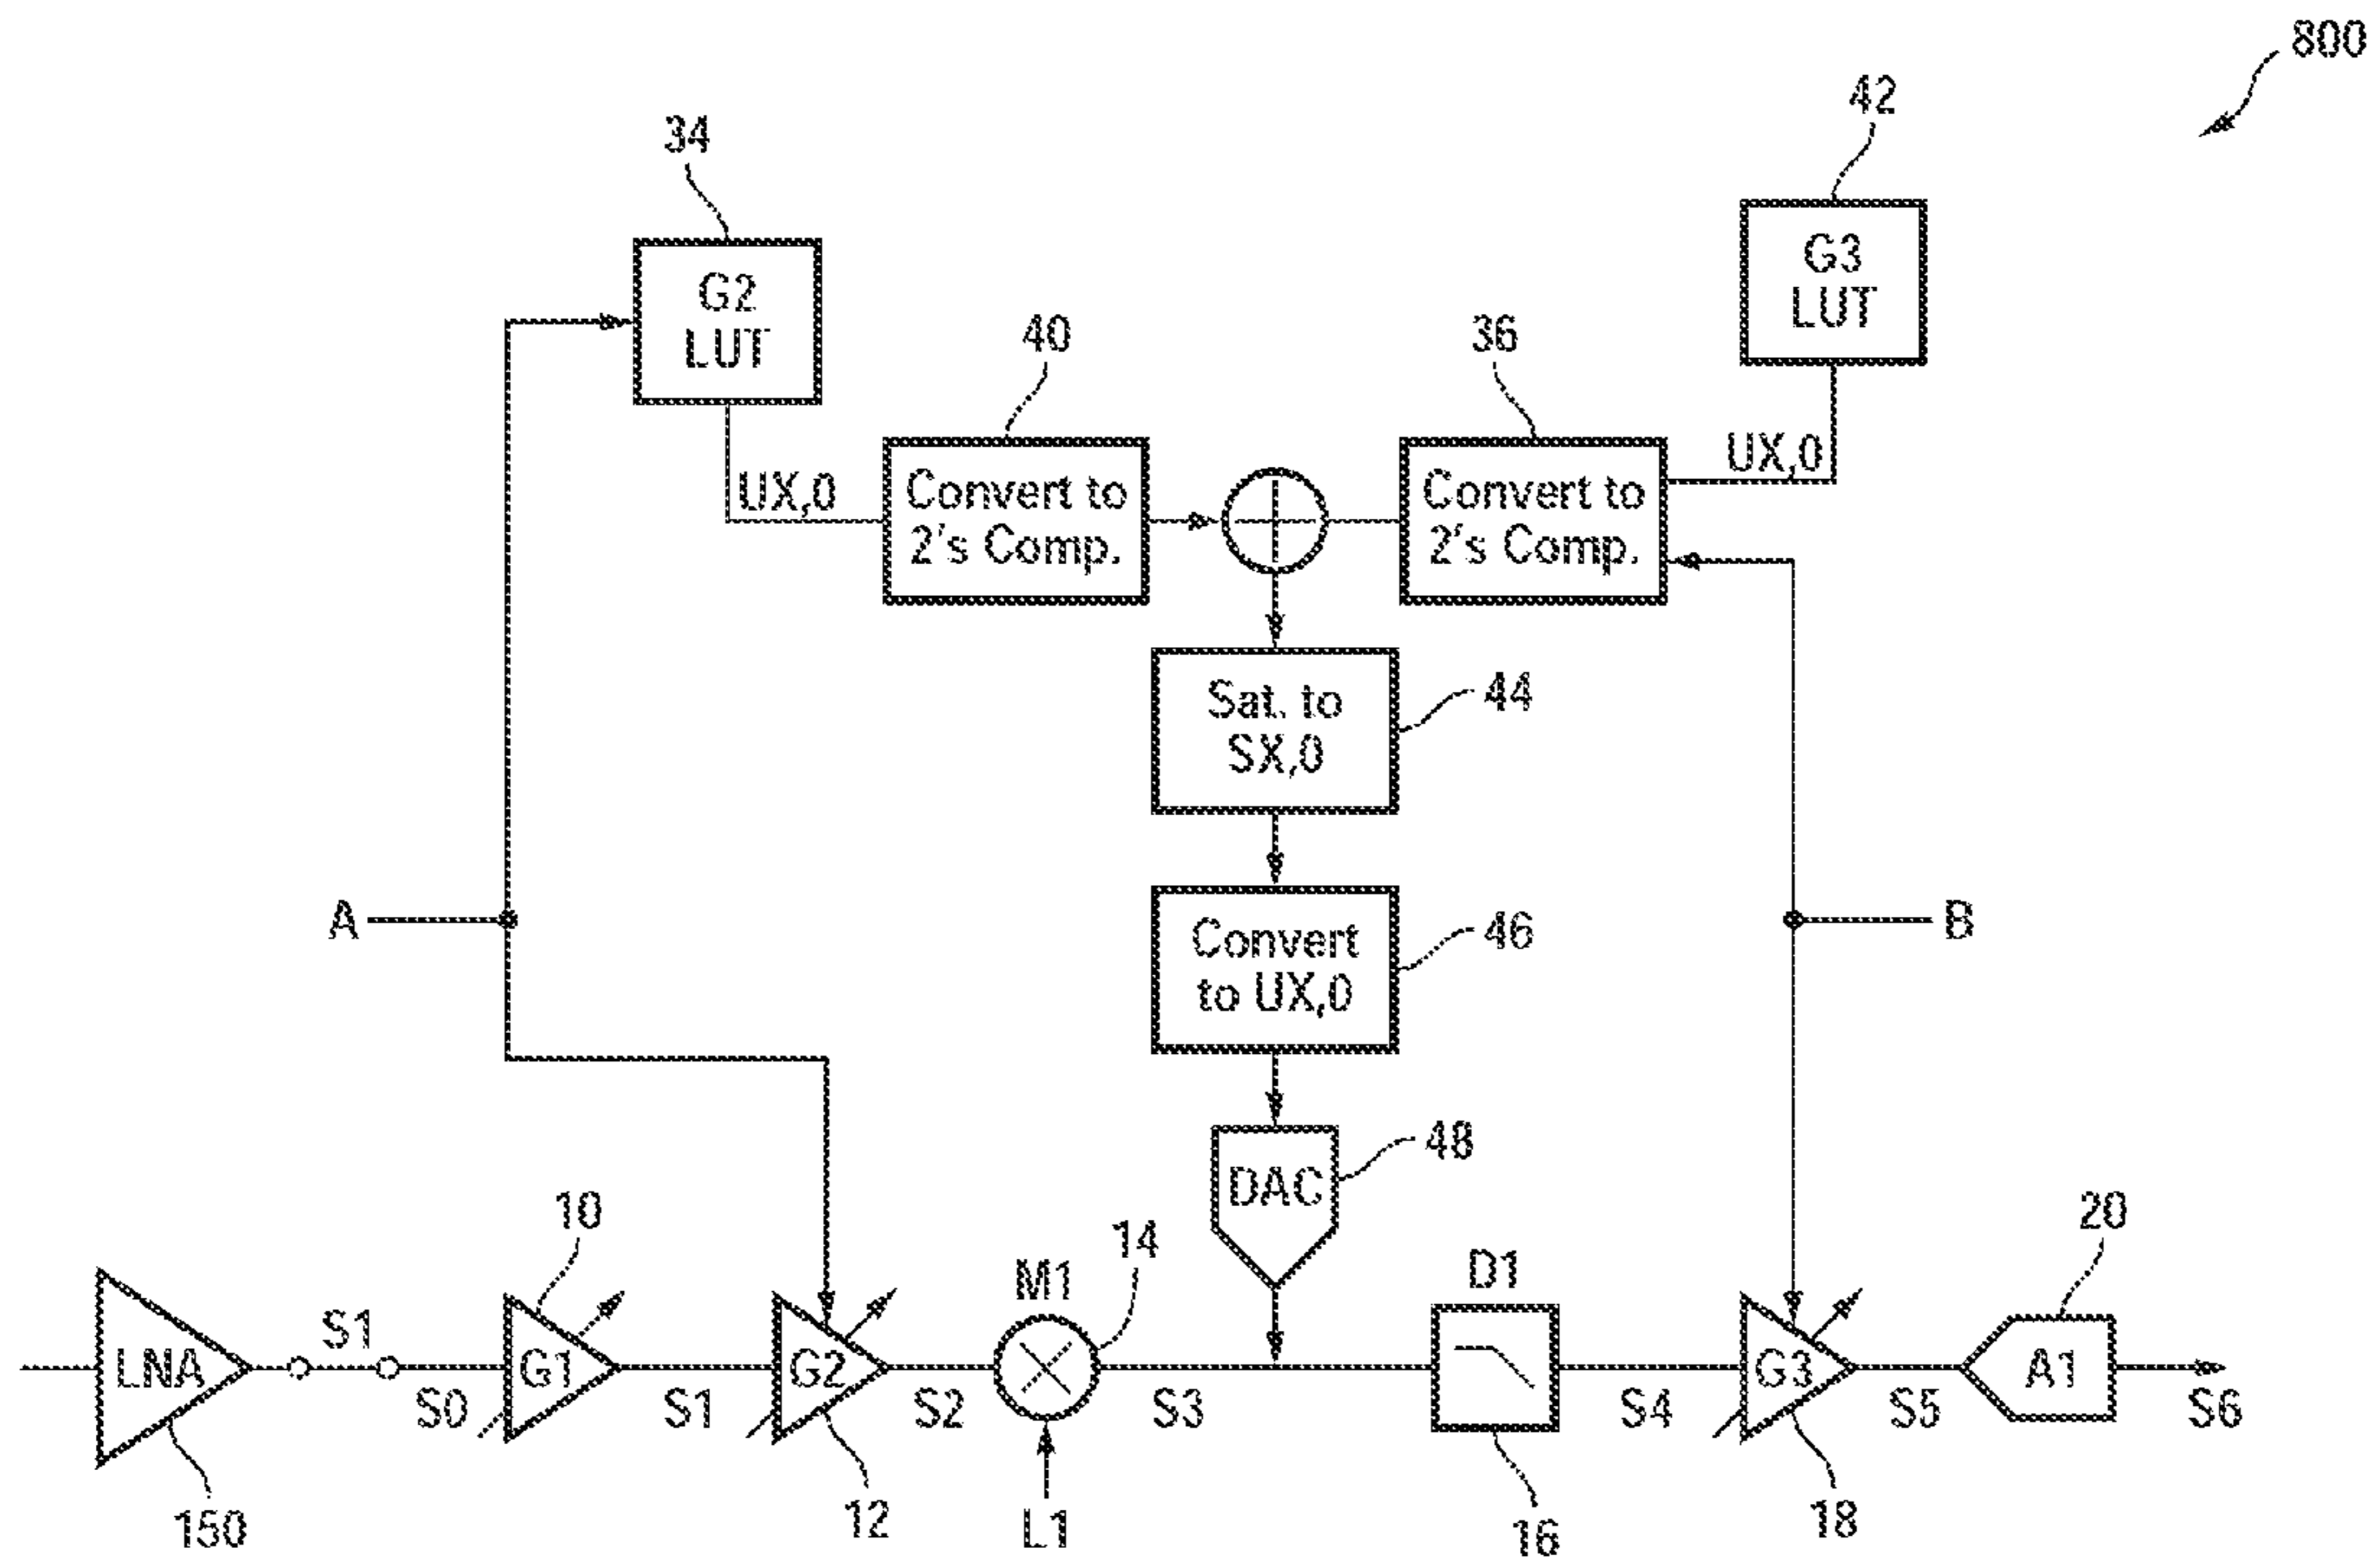 800
42
34
G3
LUT
G2
LUT
40
36
UX,0
UX,0
Convert to
2's Comp.
Convert to
2's Comp.
Sat. to
SX,0
44
A
B
Convert
to UX,0
46
DAC
48
10
14
20
M1
D1
S1
LNA
G1
G2
G3
A1
S0
S1
S2
S3
S4
S5
S6
150
12
L1
16
18